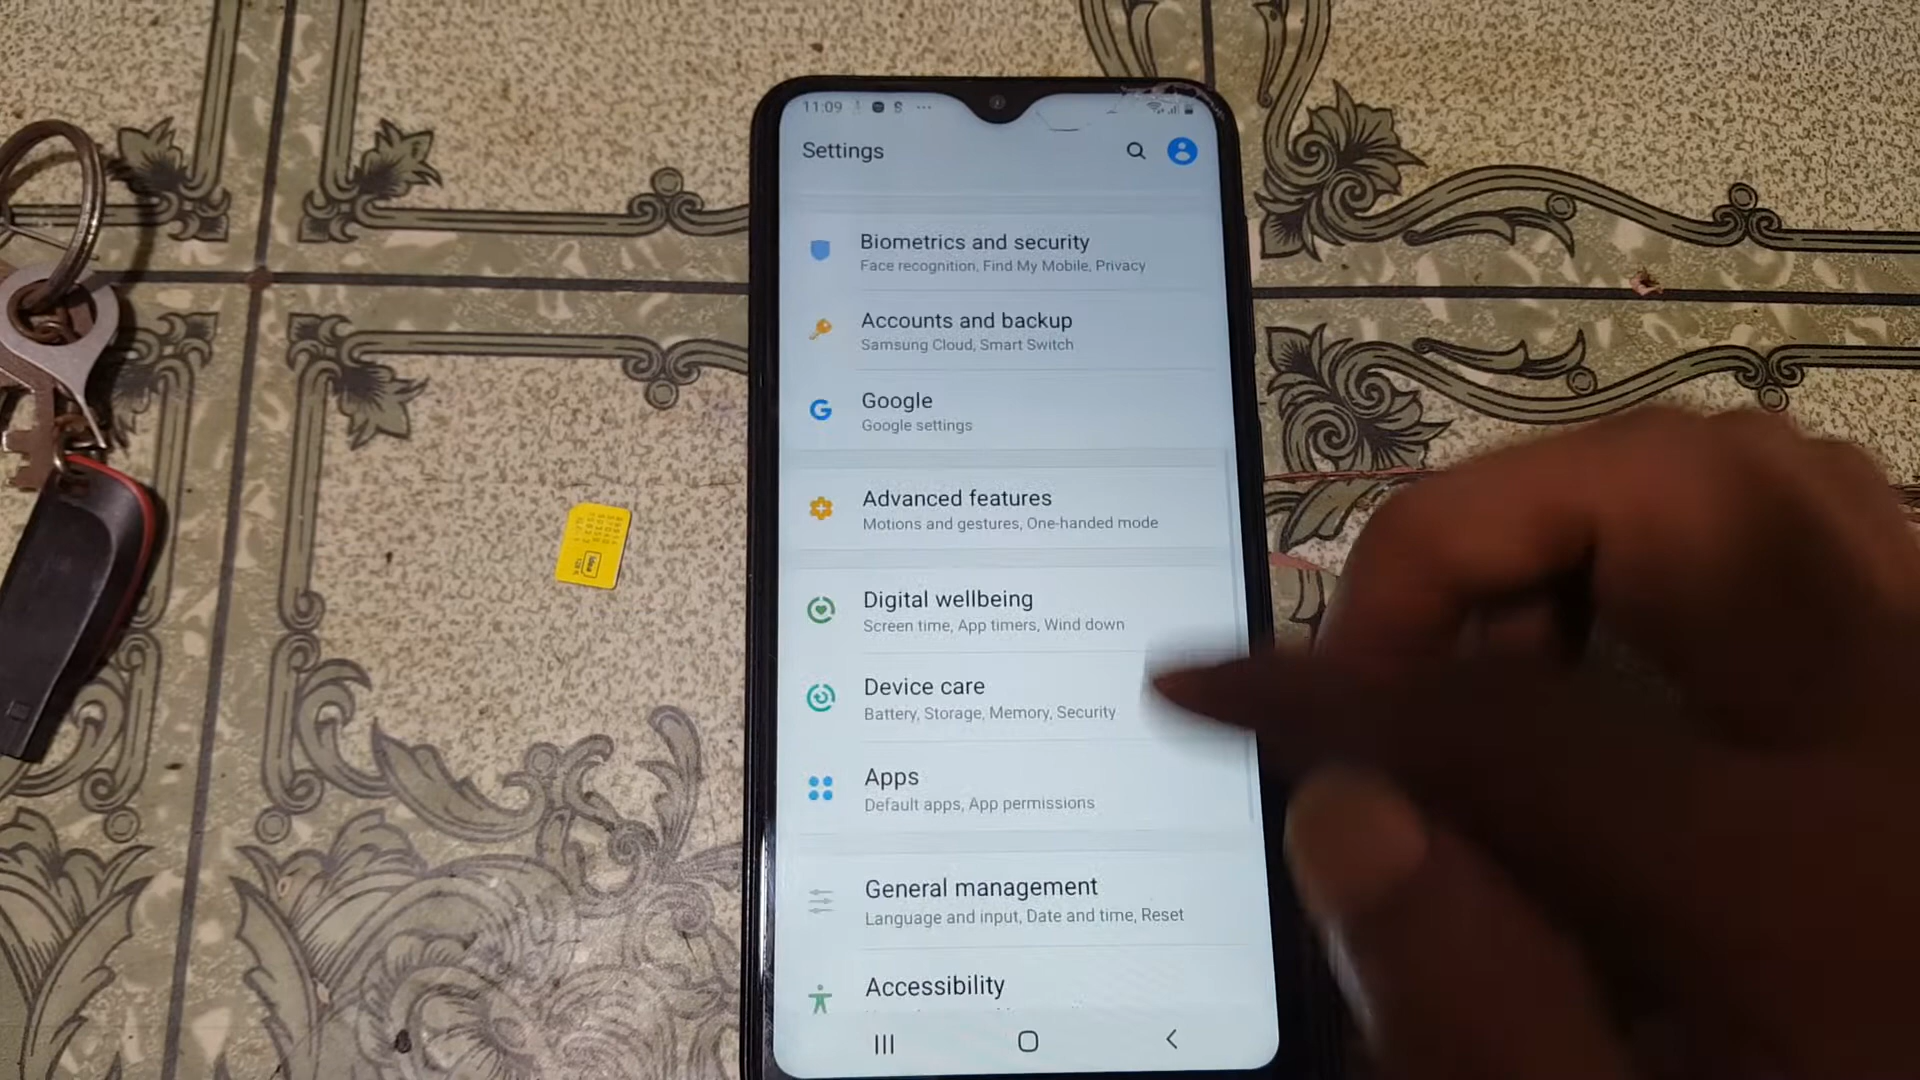 11:09
Settings
Biometrics and security
Face recognition, Find My Mobile, Privacy
Accounts and backup
Samsung Cloud, Smart Switch
Google
Google settings
Advanced features
Motions and gestures, One-handed mode
Digital wellbeing
Screen time, App timers, Wind down
Device care
Battery, Storage, Memory, Security
Apps
Default apps, App permissions
General management
Language and input, Date and time, Reset
Accessibility